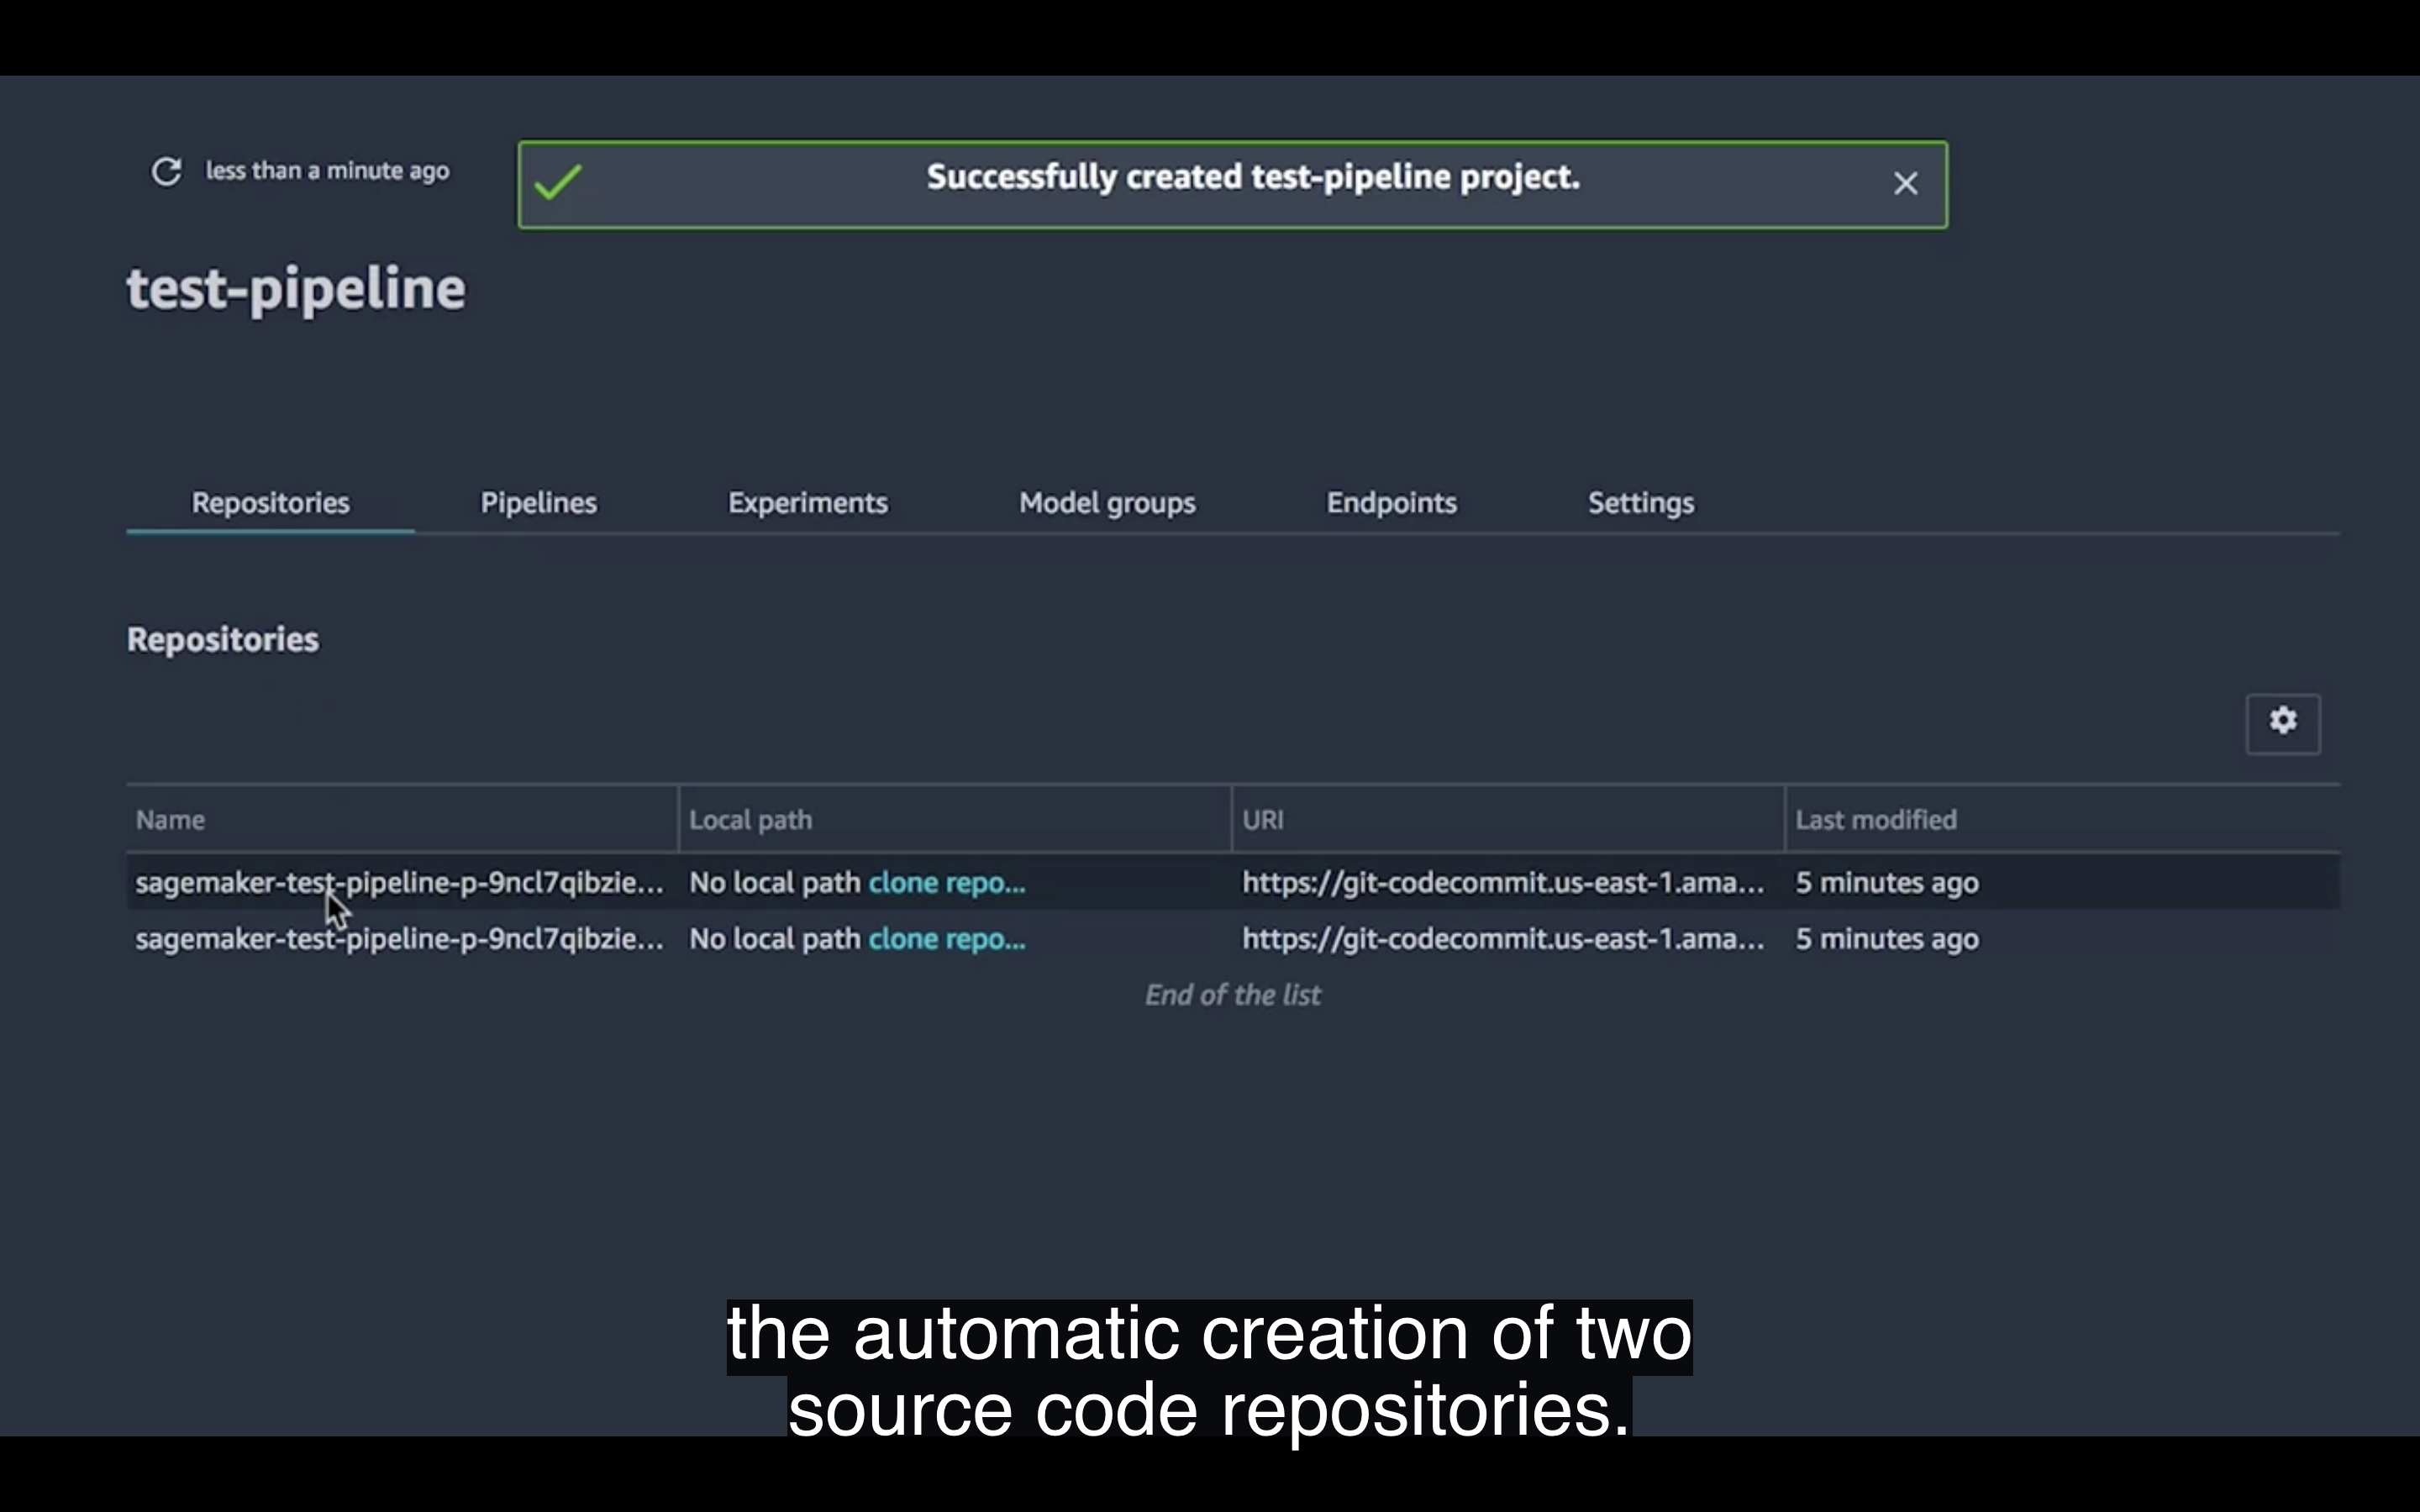 less than a minute ago
Successfully created test-pipeline project.
test-pipeline
Repositories Pipelines Experiments Model groups Endpoints Settings
Repositories
Name Local path URI Last modified
sagemaker-test-pipeline-p-9ncl7qibzie... No local path clone repo... https://git-codecommit.us-east-1.ama... 5 minutes ago
sagemaker-test-pipeline-p-9ncl7qibzie... No local path clone repo... https://git-codecommit.us-east-1.ama... 5 minutes ago
End of the list
the automatic creation of two
source code repositories.